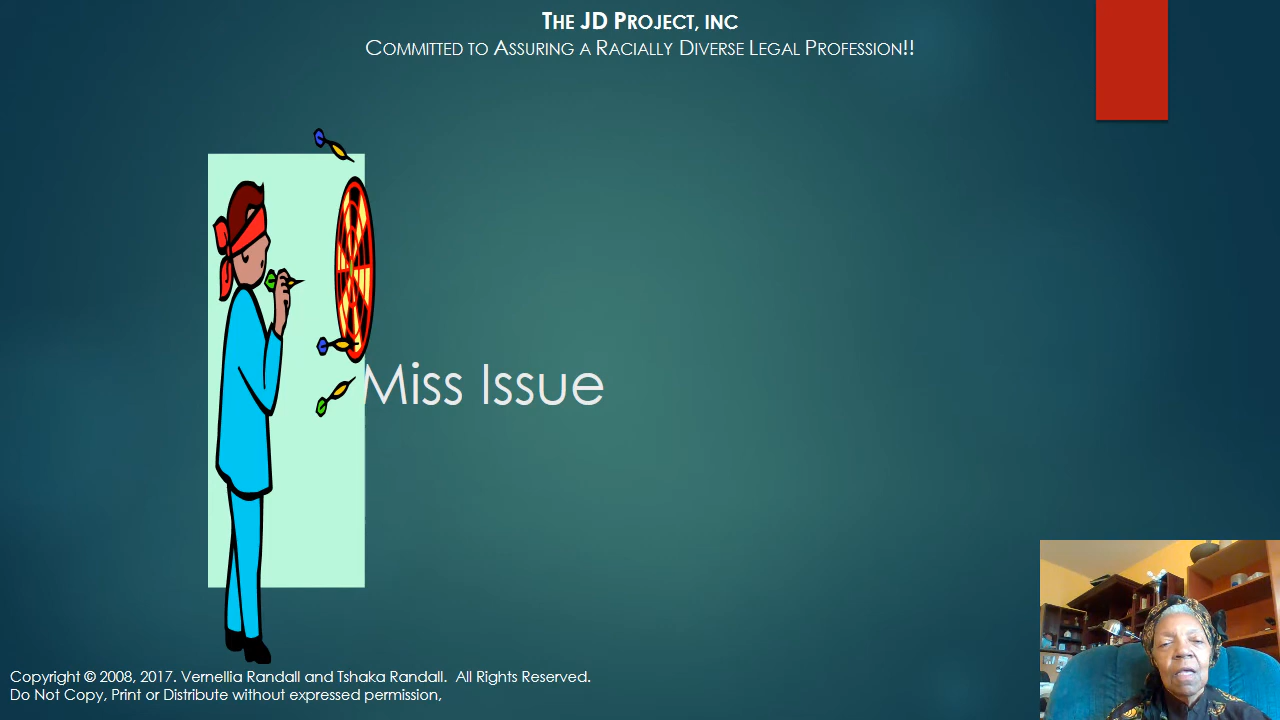 THE JD PROJECT, INC
COMMITTED TO ASSURING A RACIALLY DIVERSE LEGAL PROFESSION!!
Miss Issue
Copyright © 2008, 2017. Vernellia Randall and Tshaka Randall. All Rights Reserved.
Do Not Copy, Print or Distribute without expressed permission,